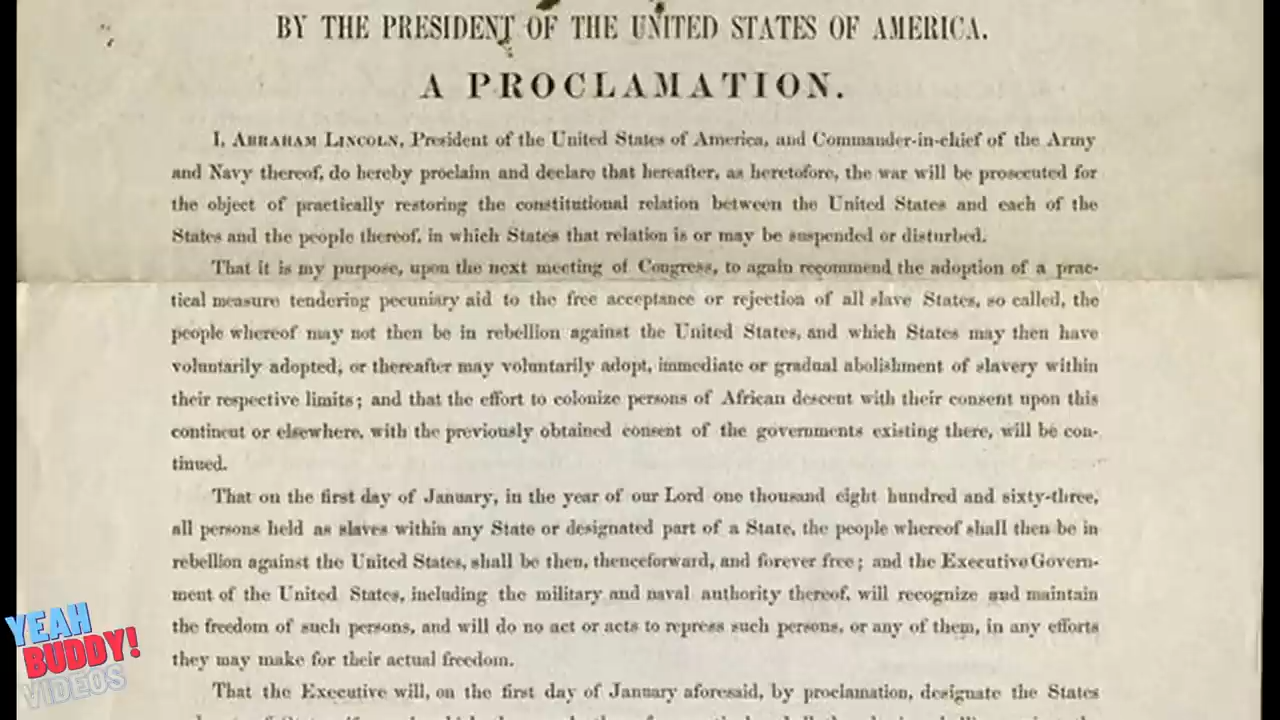 BY THE PRESIDENT OF THE UNITED STATES OF AMERICA.
A PROCLAMATION.
I, ABRAHAM LINCOLN, President of the United States of America, and Commander-in-chief of the Army
and Navy thereof, do hereby proclaim and declare that hereafter, as heretofore, the war will be prosecuted for
the object of practically restoring the constitutional relation between the United States and each of the
States and the people thereof, in which States that relation is or may be suspended or disturbed.
That it is my purpose, upon the next meeting of Congress, to again recommend the adoption of a prac-
tical measure tendering pecuniary aid to the free acceptance or rejection of all slave States, so called, the
people whereof may not then be in rebellion against the United States, and which States may then have
voluntarily adopted, or thereafter may voluntarily adopt, immediate or gradual abolishment of slavery within
their respective limits; and that the effort to colonize persons of African descent with their consent upon this
continent or elsewhere, with the previously obtained consent of the governments existing there, will be con-
tinued.
That on the first day of January, in the year of our Lord one thousand eight hundred and sixty-three,
all persons held as slaves within any State or designated part of a State, the people whereof shall then be in
rebellion against the United States, shall be then, thenceforward, and forever free; and the Executive Govern-
ment of the United States, including the military and naval authority thereof, will recognize and maintain
the freedom of such persons, and will do no act or acts to repress such persons, or any of them, in any efforts
they may make for their actual freedom.
That the Executive will, on the first day of January aforesaid, by proclamation, designate the States
YEAH
BUDDY!
VIDEOS